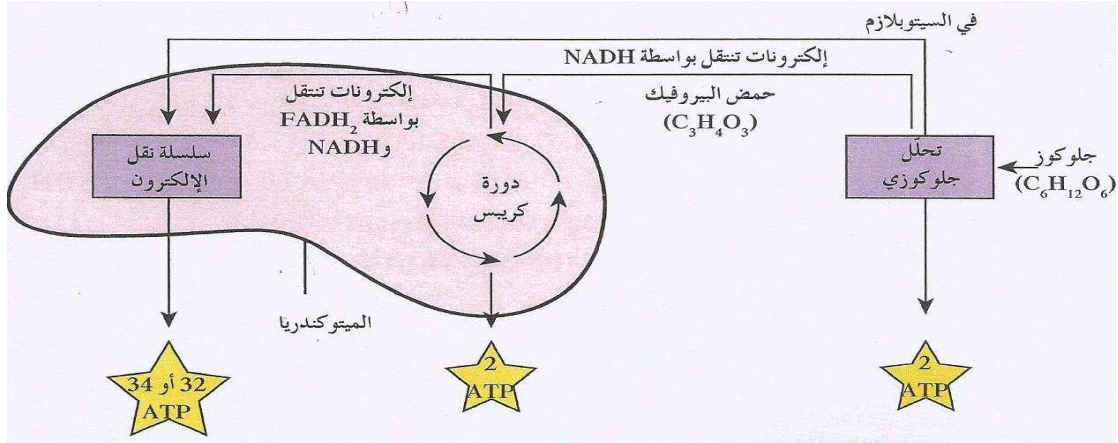 في السيتوبلازم
إلكترونات تنتقل بواسطة NADH
حمض البيروفيك
(C₃H₄O₃)
جلوكوز
(C₆H₁₂O₆)
تحلّل
جلوكوزي
إلكترونات تنتقل
بواسطة FADH₂
وNADH
دورة
كريبس
سلسلة نقل
الإلكترون
الميتوكندريا
2
ATP
2
ATP
32 أو 34
ATP